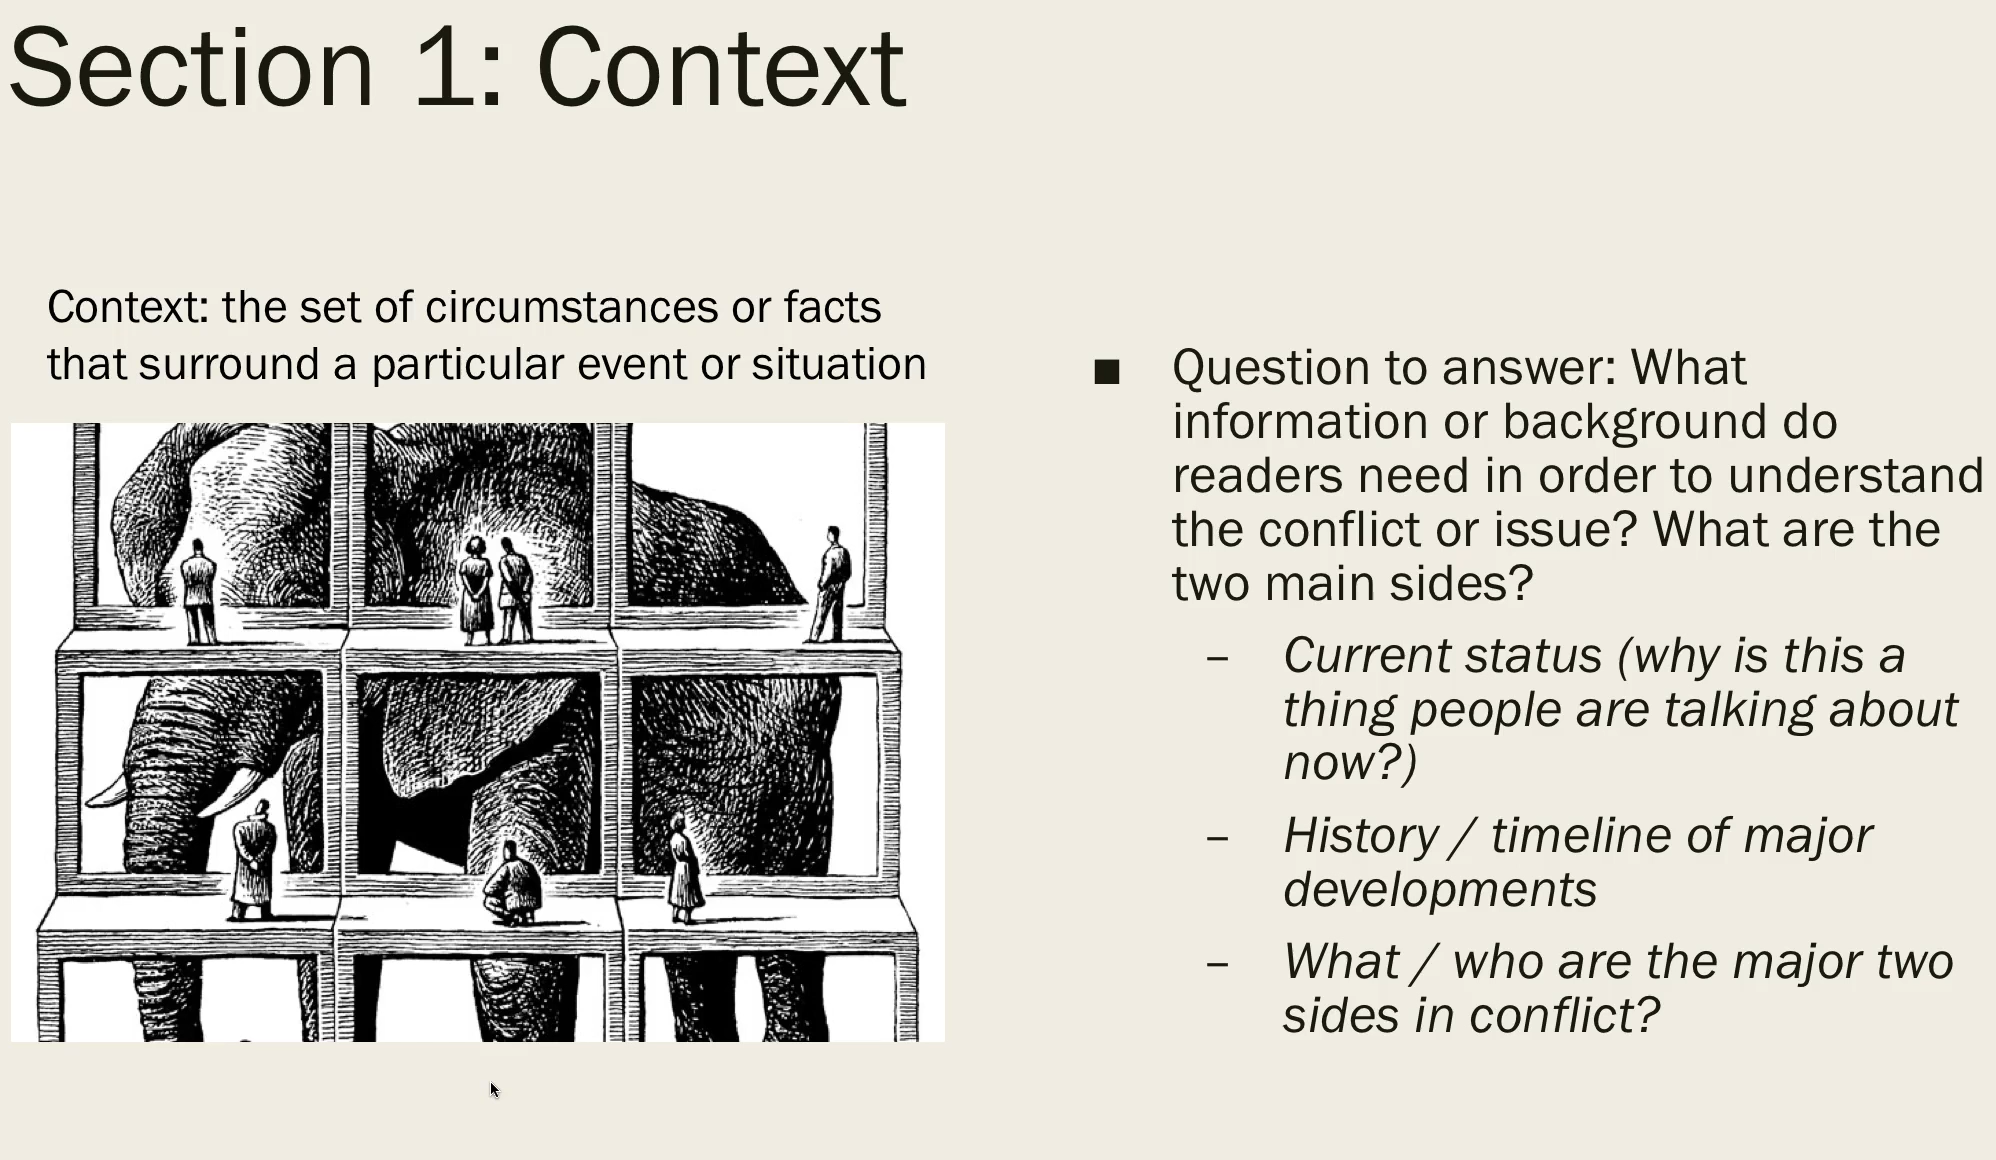 Section 1: Context
Context: the set of circumstances or facts
that surround a particular event or situation
■ Question to answer: What
information or background do
readers need in order to understand
the conflict or issue? What are the
two main sides?
– Current status (why is this a
thing people are talking about
now?)
– History / timeline of major
developments
– What / who are the major two
sides in conflict?